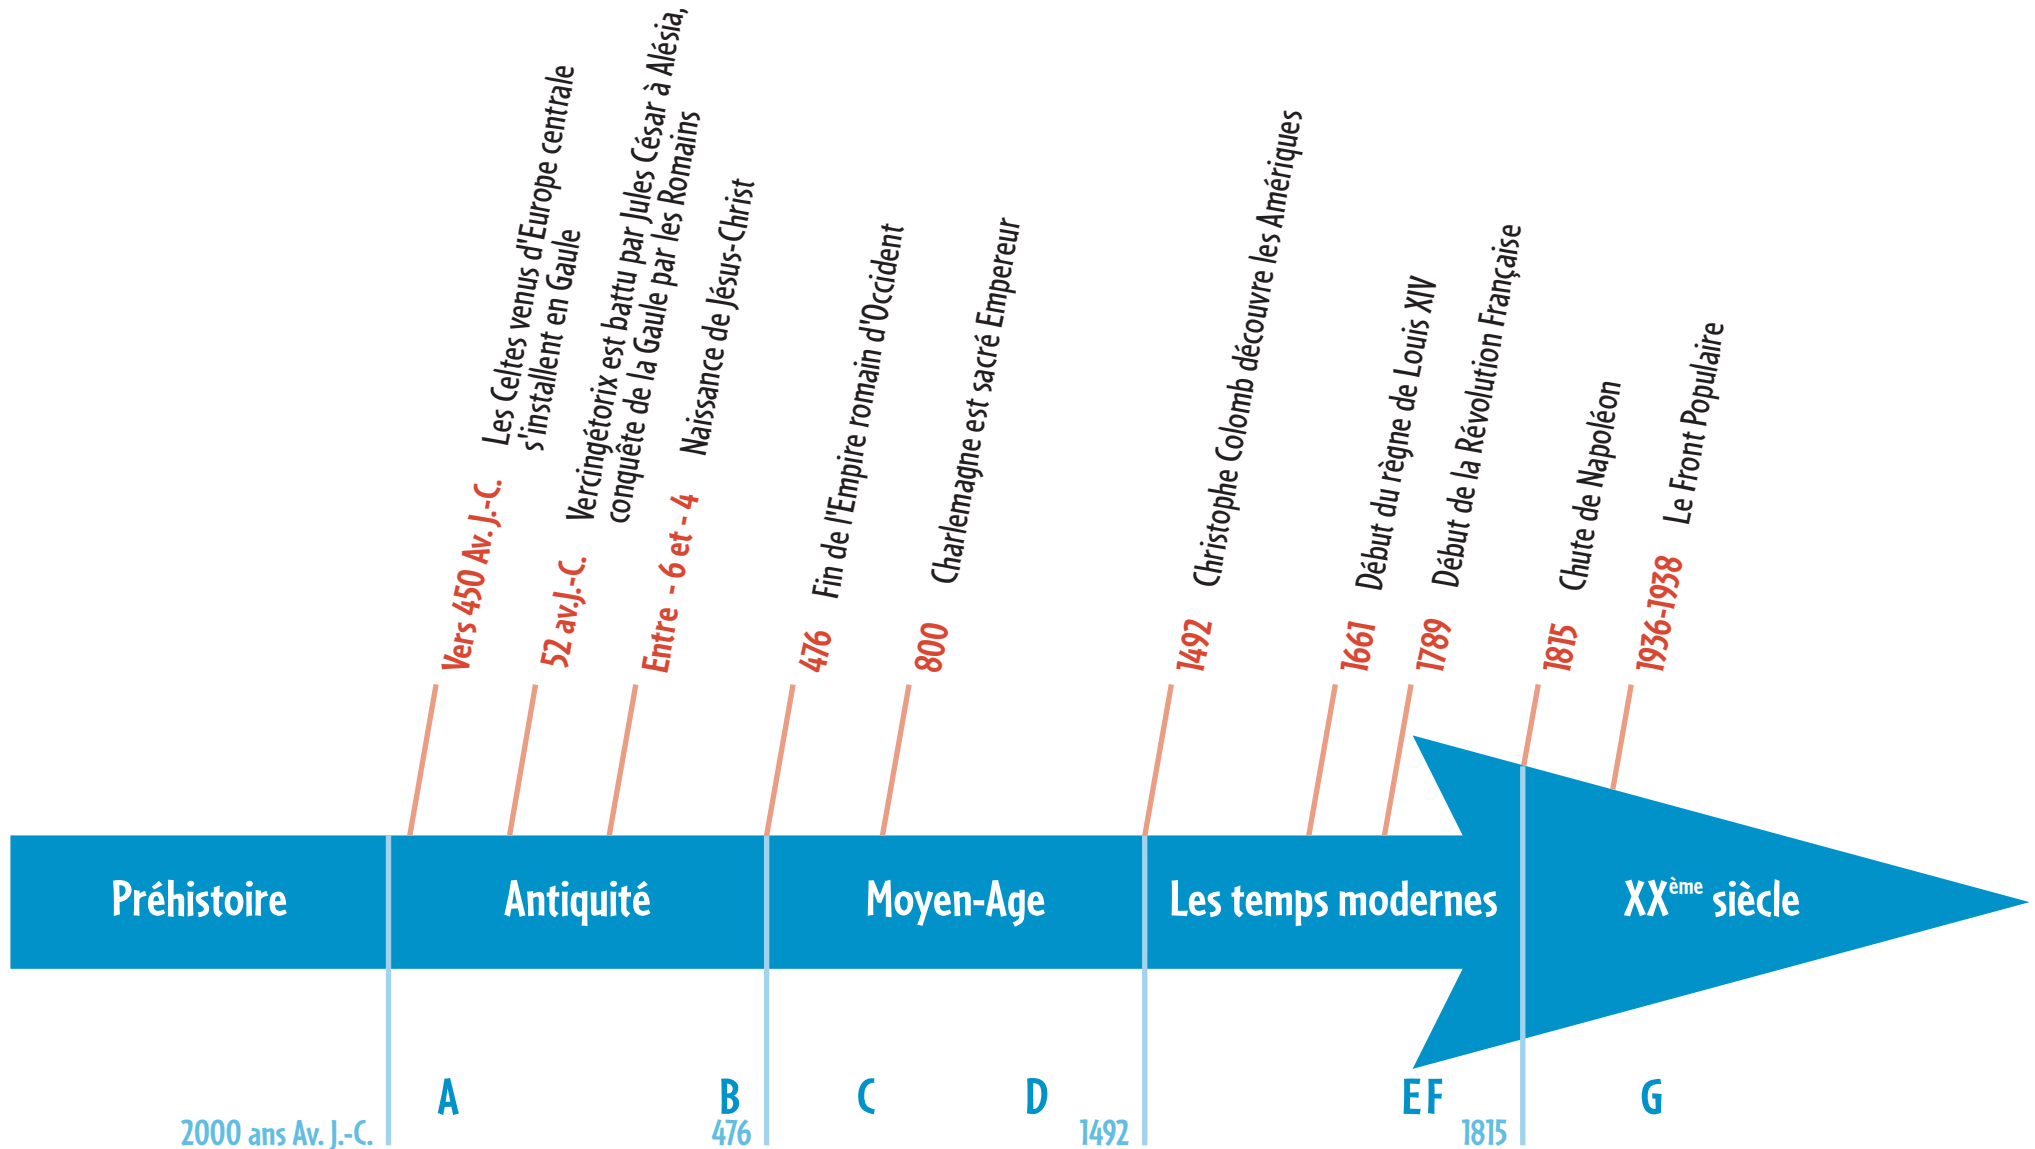 Vers 450 Av. J.-C. Les Celtes venus d'Europe centrale
s'installent en Gaule
52 av.J.-C. Vercingétorix est battu par Jules César à Alésia,
conquête de la Gaule par les Romains
Entre - 6 et - 4 Naissance de Jésus-Christ
476 Fin de l'Empire romain d'Occident
800 Charlemagne est sacré Empereur
1492 Christophe Colomb découvre les Amériques
1661 Début du règne de Louis XIV
1789 Début de la Révolution Française
1815 Chute de Napoléon
1936-1938 Le Front Populaire
Préhistoire
Antiquité
Moyen-Age
Les temps modernes
XXème siècle
A
B
C
D
E F
G
2000 ans Av. J.-C.
476
1492
1815